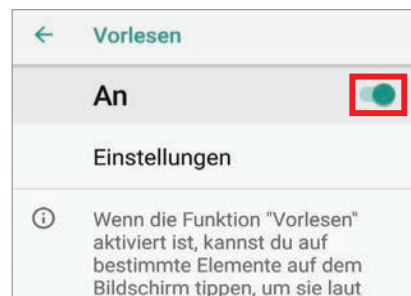 Vorlesen
An
Einstellungen
Wenn die Funktion "Vorlesen"
aktiviert ist, kannst du auf
bestimmte Elemente auf dem
Bildschirm tippen, um sie laut